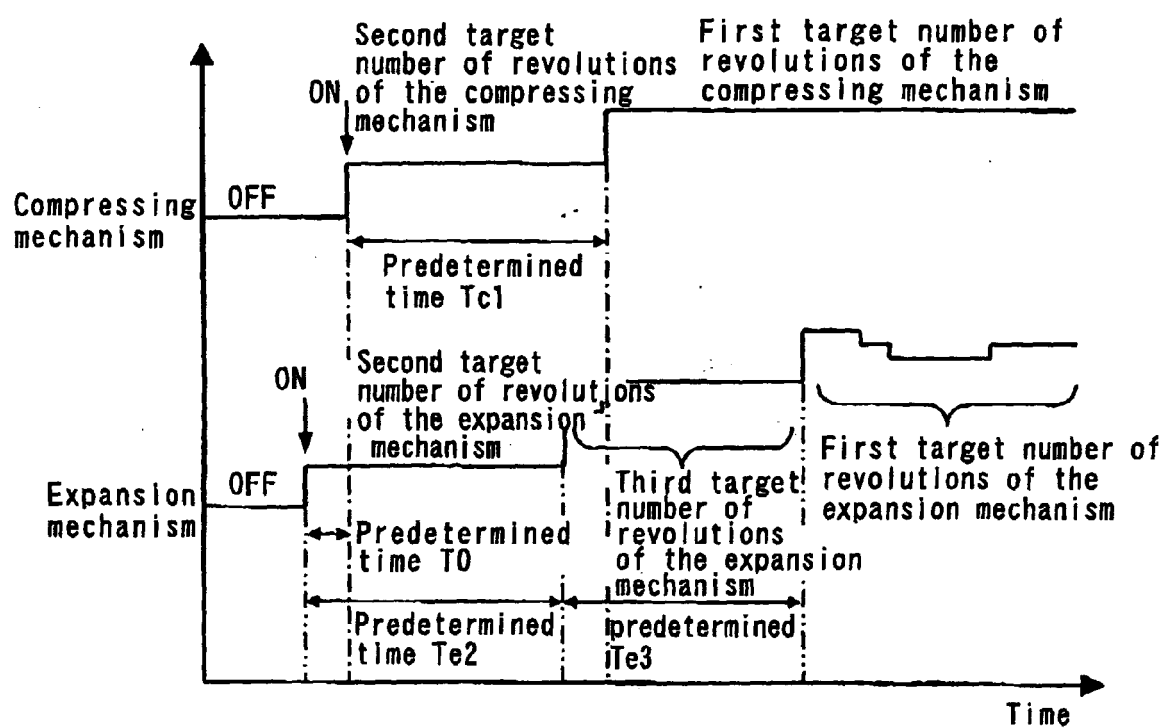 Second target
number of revolutions
of the compressing
mechanism
First target number of
revolutions of the
compressing mechanism
ON
OFF
Compressing
mechanism
Predetermined
time Tc1
Second target
number of revolutions
of the expansion
mechanism
ON
OFF
Expansion
mechanism
Third target
number of
revolutions
of the expansion
mechanism
First target number of
revolutions of the
expansion mechanism
Predetermined
time T0
Predetermined
time Te2
predetermined
Te3
Time